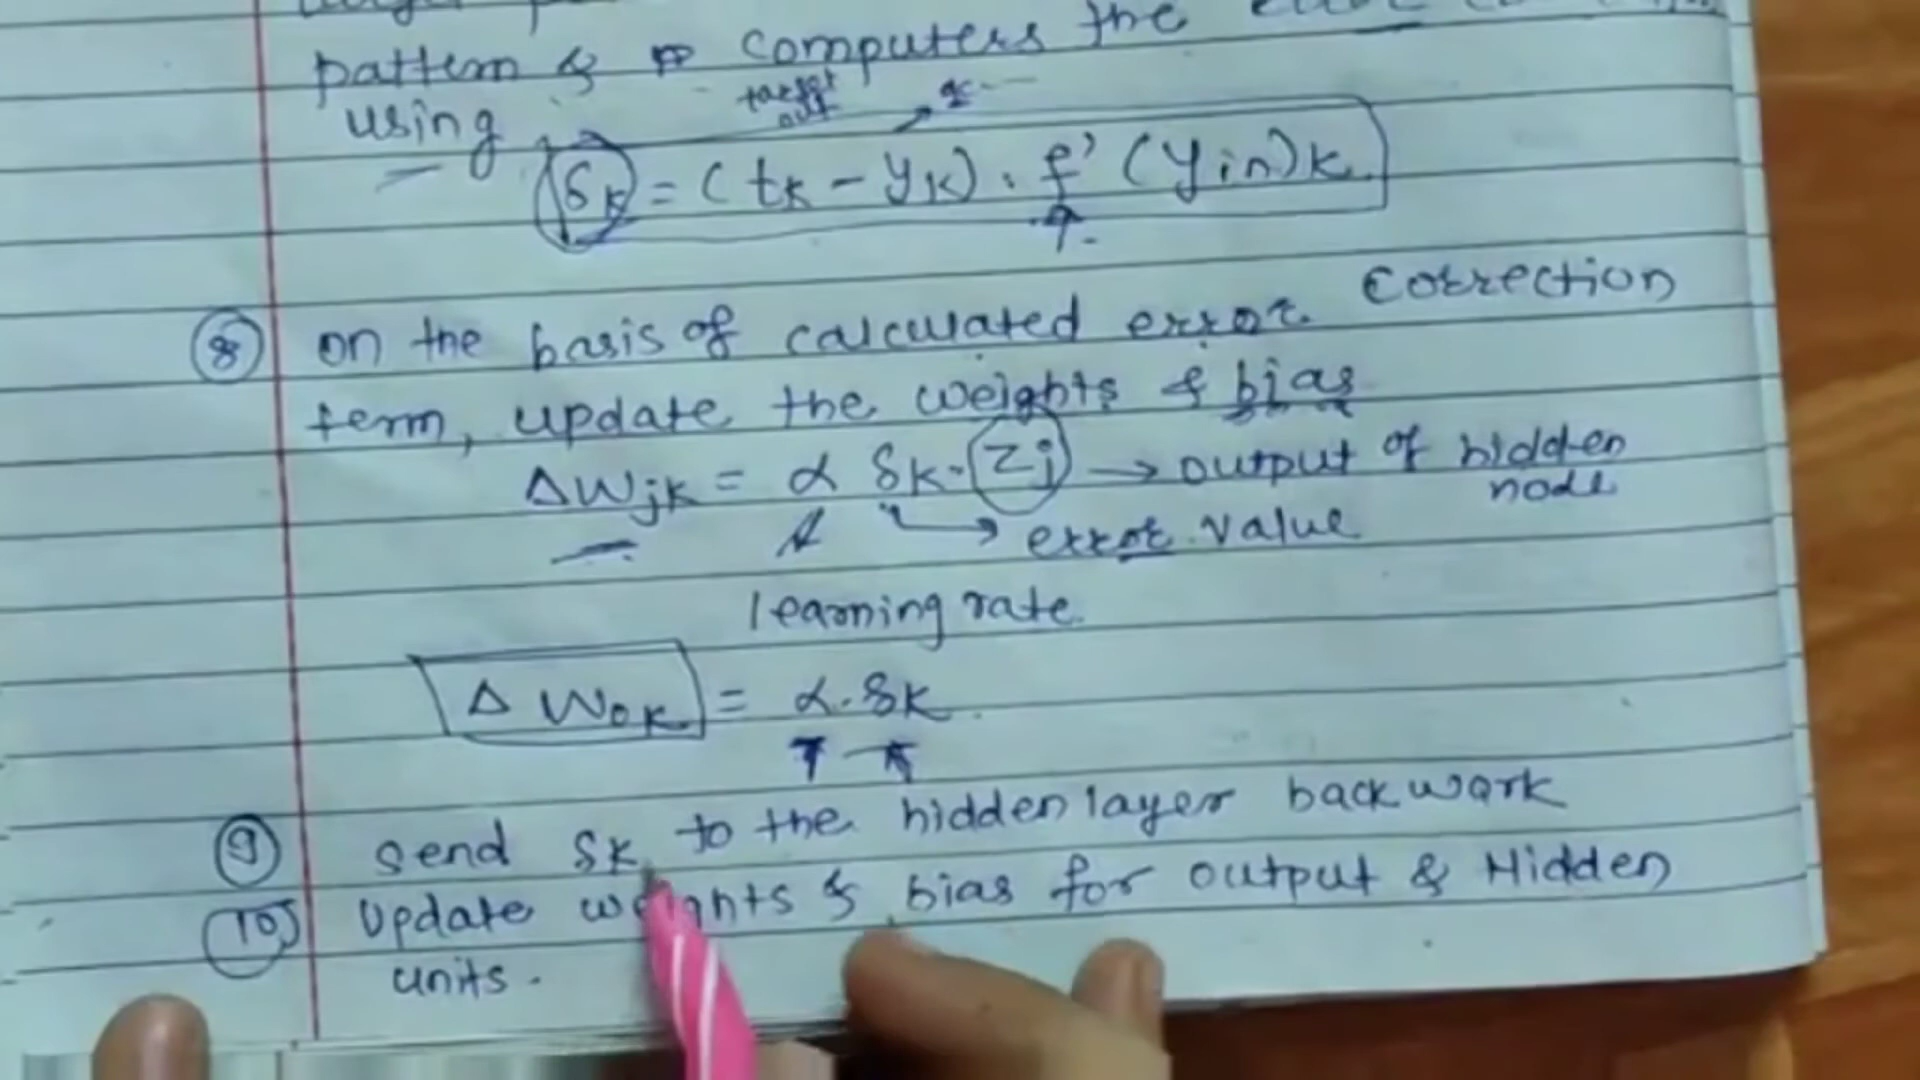 pattern & computers the
using
target
out
δk = (tk - yk) . f' (yin)k
⑧ on the basis of calculated error. Correction
term, update the weights & bias
Δwjk = α δk . zj → output of hidden
node
→ error value
learning rate.
Δ wok = α . δk
⑨ send δk to the hidden layer backwork
⑩ Update weights & bias for output & Hidden
units.